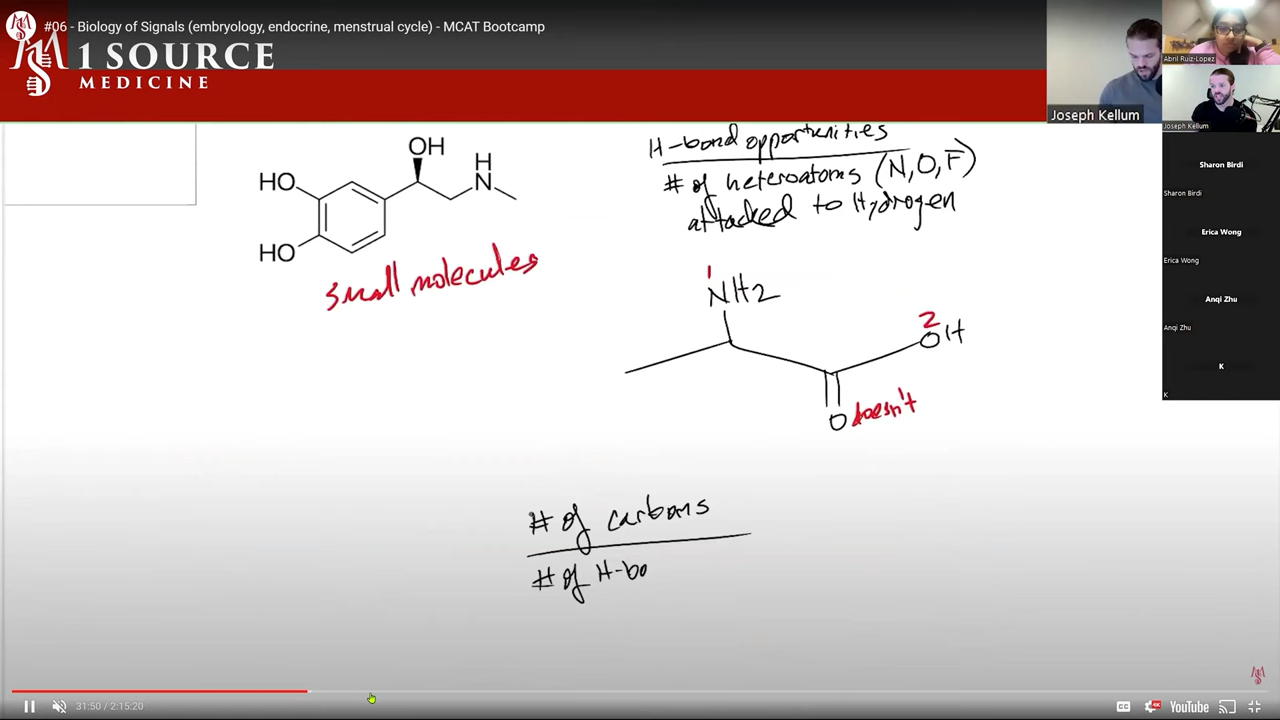 #06 - Biology of Signals (embryology, endocrine, menstrual cycle) - MCAT Bootcamp
1 SOURCE
MEDICINE
Joseph Kellum
Abril Ruiz-Lopez
Joseph Kellum
Sharon Birdi
Sharon Birdi
Erica Wong
Erica Wong
Anqi Zhu
Anqi Zhu
K
K
OH
HO
H
N
HO
small molecules
H-bond opportunities
# of heteroatoms (N,O,F)
attached to Hydrogen
1
NH2
2
OH
O doesn't
# of carbons
# of H-bo
31:50 / 2:15:20
CC
4K
YouTube